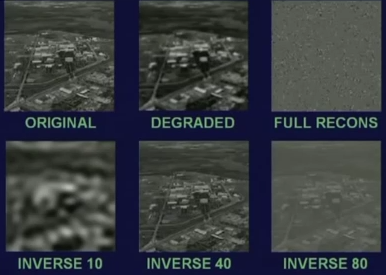 ORIGINAL DEGRADED FULL RECONS
INVERSE 10 INVERSE 40 INVERSE 80